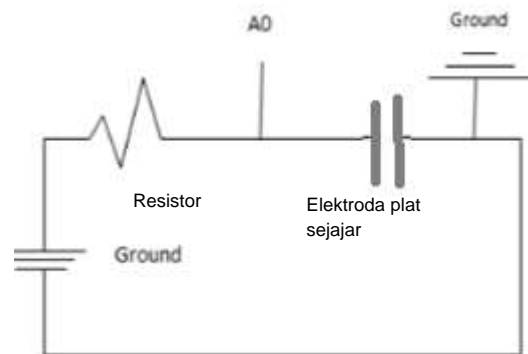 A0
Ground
Resistor
Elektroda plat
sejajar
Ground